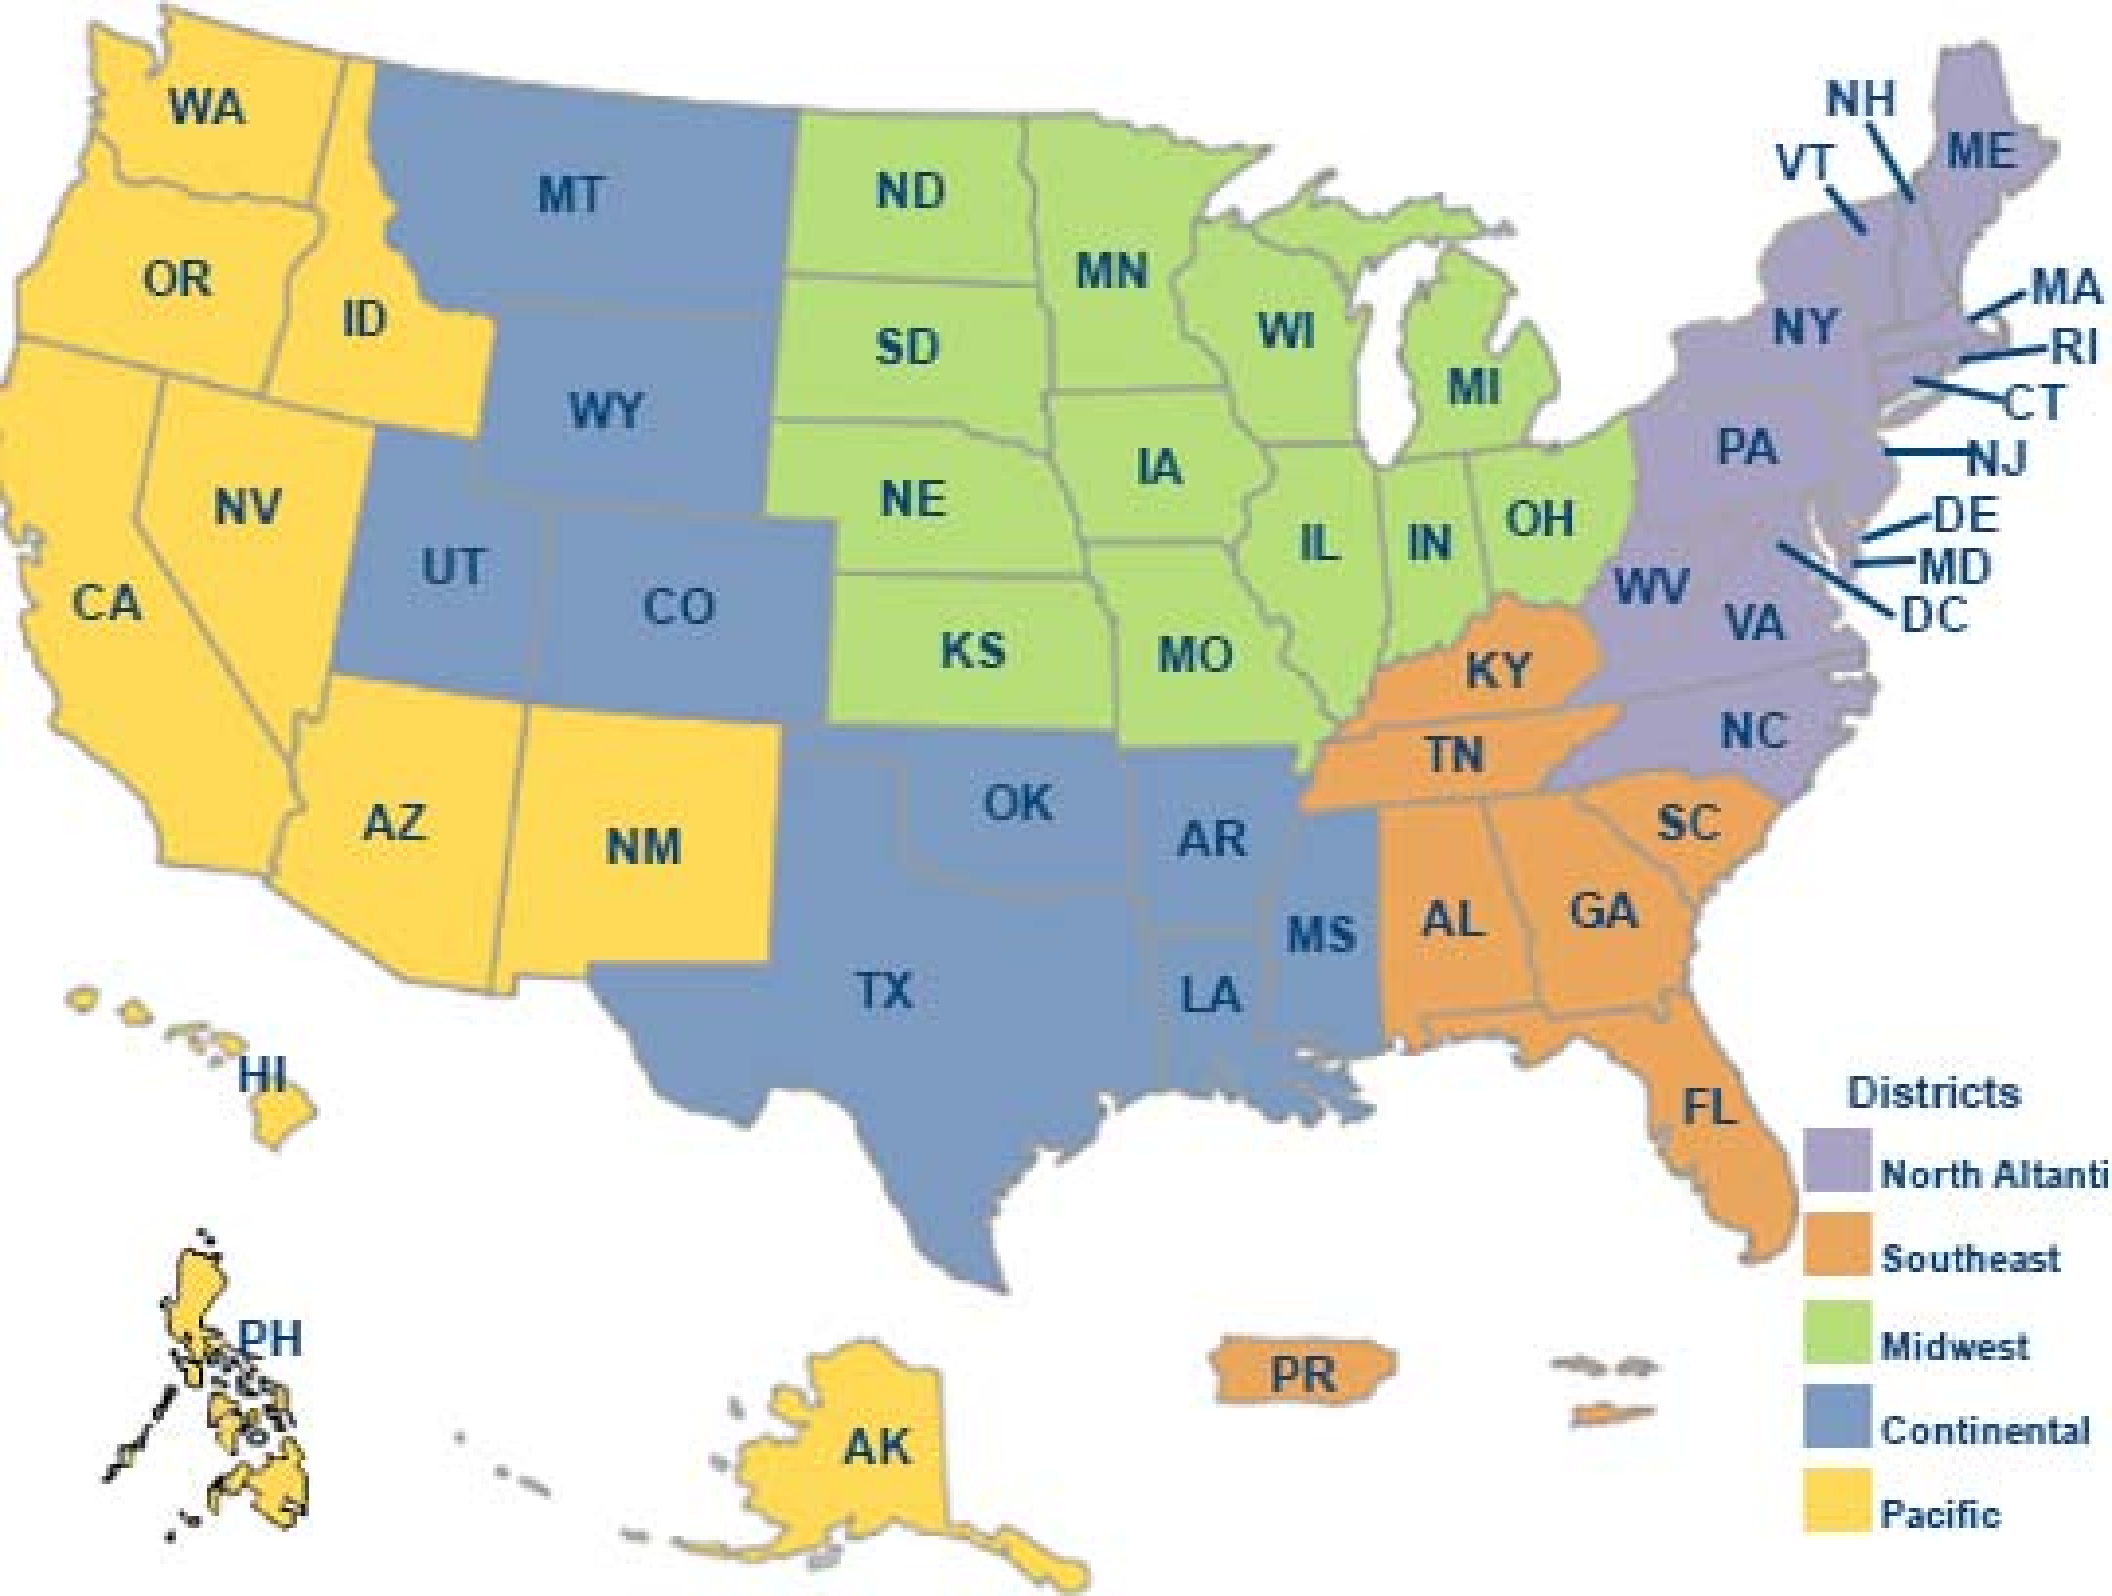 WA
MT
ND
MN
OR
ID
SD
WI
MI
WY
NV
NE
IA
UT
CO
IL
IN
OH
CA
KS
MO
KY
AZ
NM
OK
AR
TN
TX
LA
MS
AL
GA
SC
NC
FL
NH
VT
ME
NY
MA
RI
CT
PA
NJ
DE
MD
DC
WV
VA
HI
PH
AK
PR
Districts
North Altanti
Southeast
Midwest
Continental
Pacific